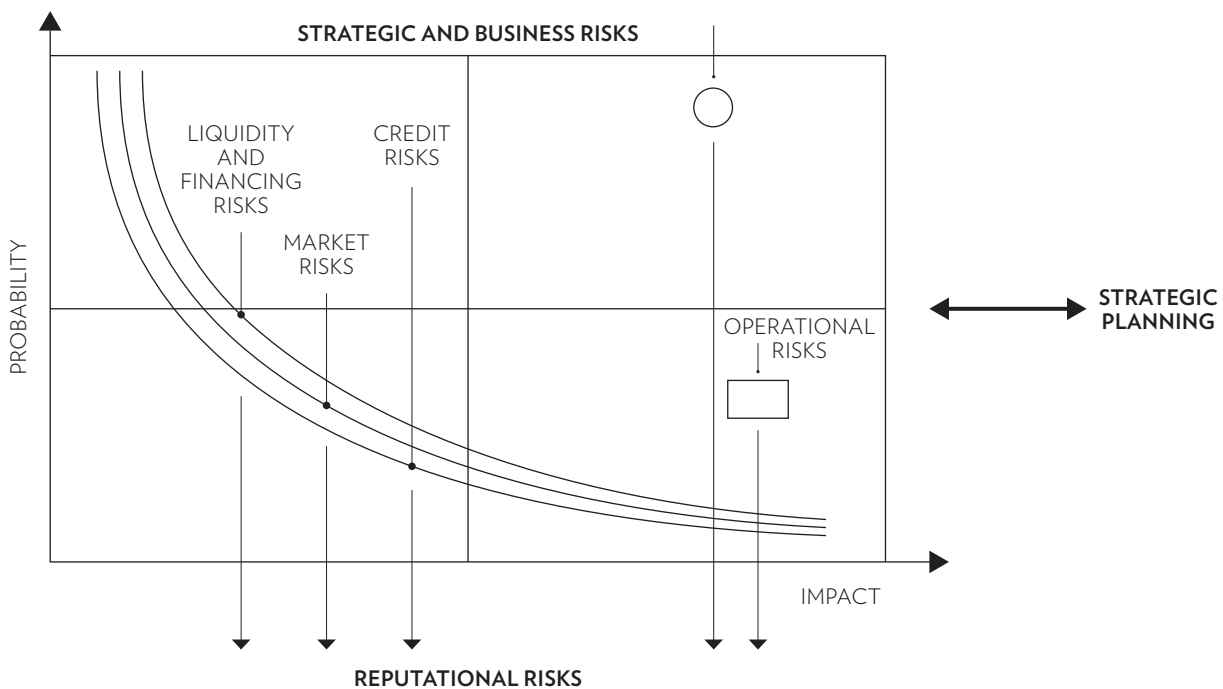 STRATEGIC AND BUSINESS RISKS
LIQUIDITY
AND
FINANCING
RISKS
CREDIT
RISKS
MARKET
RISKS
PROBABILITY
OPERATIONAL
RISKS
STRATEGIC
PLANNING
IMPACT
REPUTATIONAL RISKS